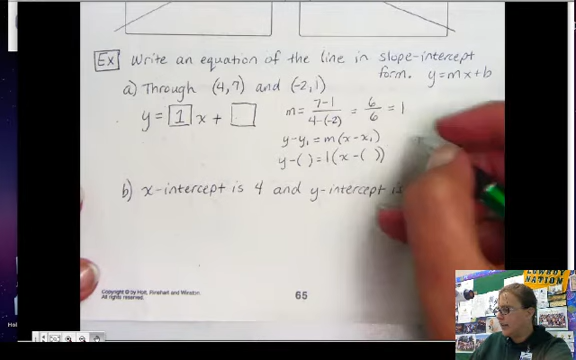 Ex Write an equation of the line in slope-intercept
form. y=mx+b
a) Through (4,7) and (-2,1)
m= 7-1 / 4-(-2) = 6/6 = 1
y = 1 x +
y-y₁=m(x-x₁)
y-( )=1(x-( ))
b) x-intercept is 4 and y-intercept is
Copyright © by Holt, Rinehart and Winston.
All rights reserved.
65
NATION